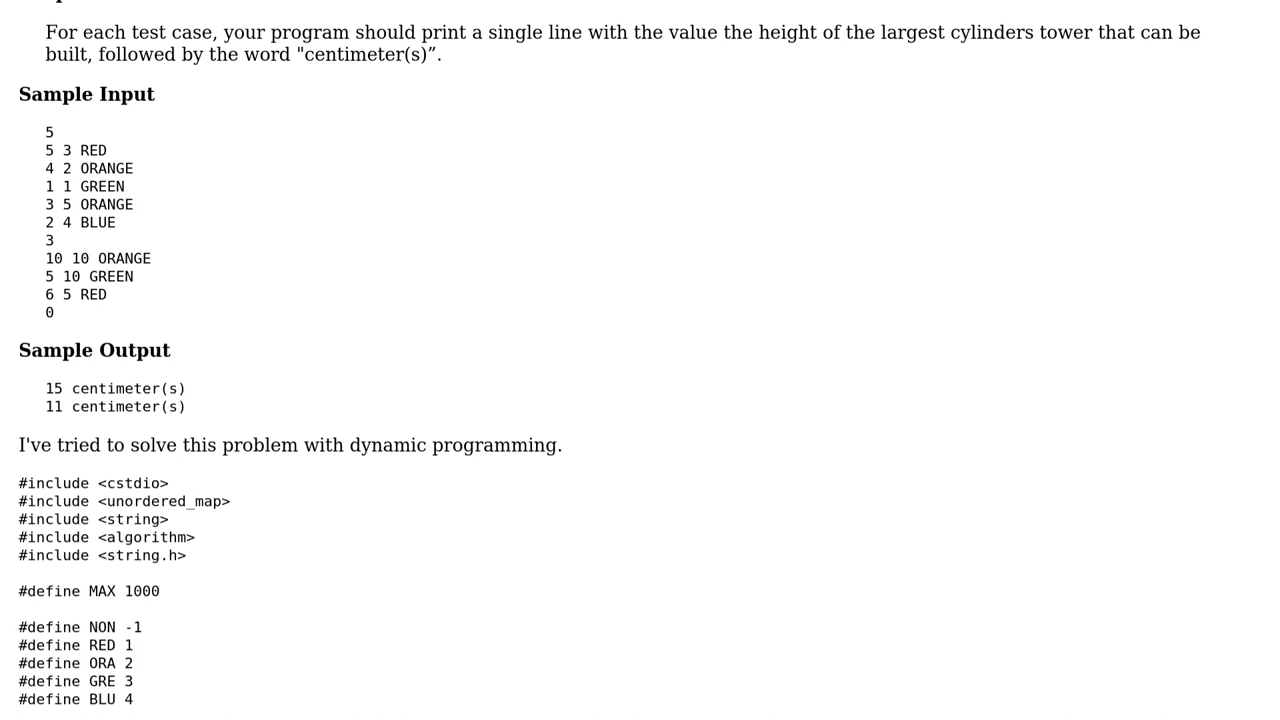 For each test case, your program should print a single line with the value the height of the largest cylinders tower that can be
built, followed by the word "centimeter(s)”.
Sample Input
5
5 3 RED
4 2 ORANGE
1 1 GREEN
3 5 ORANGE
2 4 BLUE
3
10 10 ORANGE
5 10 GREEN
6 5 RED
0
Sample Output
15 centimeter(s)
11 centimeter(s)
I've tried to solve this problem with dynamic programming.
#include <cstdio>
#include <unordered_map>
#include <string>
#include <algorithm>
#include <string.h>
#define MAX 1000
#define NON -1
#define RED 1
#define ORA 2
#define GRE 3
#define BLU 4